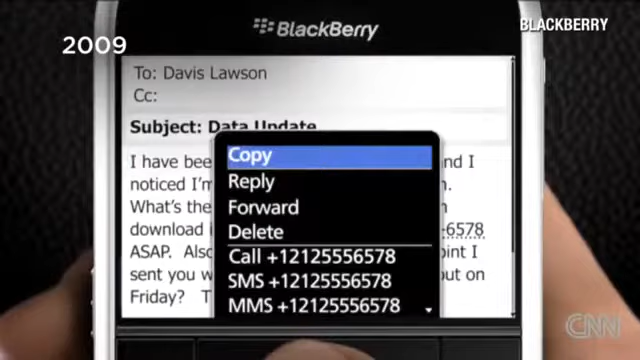 2009
BLACKBERRY
BlackBerry
To: Davis Lawson
Cc:
Subject: Data Update
I have bee
nd I
noticed I'm
n.
What's the
n
download
-6578
ASAP. Also
oint I
sent you w
out on
Friday? T
Copy
Reply
Forward
Delete
Call +12125556578
SMS +12125556578
MMS +12125556578
CNN